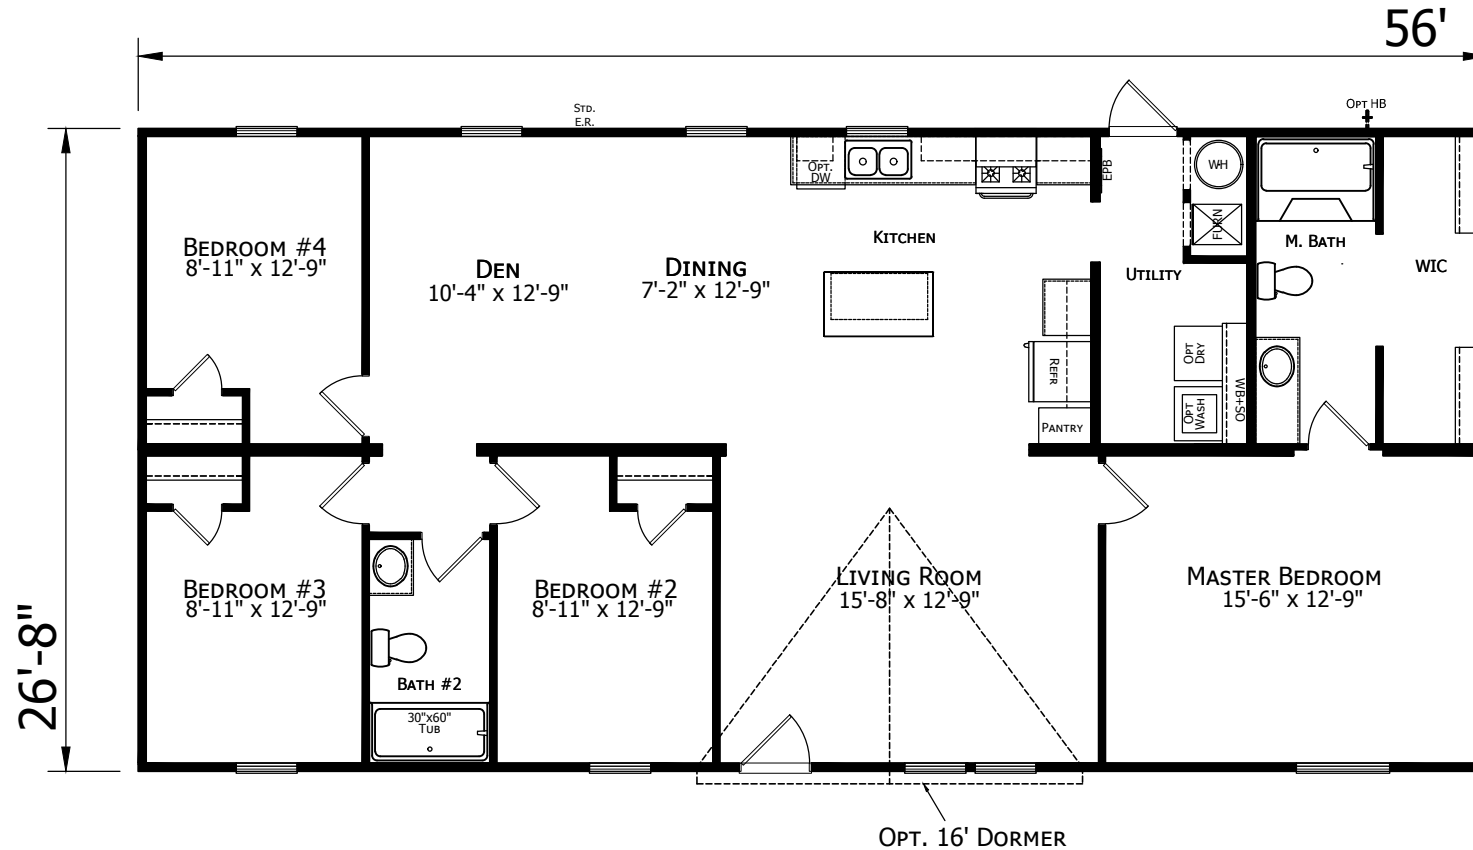 56'
STD.
E.R.
OPT HB
OPT.
DW
EPB
WH
FURN
KITCHEN
M. BATH
BEDROOM #4
8'-11" X 12'-9"
DEN
10'-4" X 12'-9"
DINING
7'-2" X 12'-9"
UTILITY
WIC
REFR
OPT
DRY
OPT
WASH
WB+SO
PANTRY
BEDROOM #3
8'-11" X 12'-9"
BEDROOM #2
8'-11" X 12'-9"
LIVING ROOM
15'-8" X 12'-9"
MASTER BEDROOM
15'-6" X 12'-9"
26'-8"
BATH #2
30"x60"
TUB
OPT. 16' DORMER